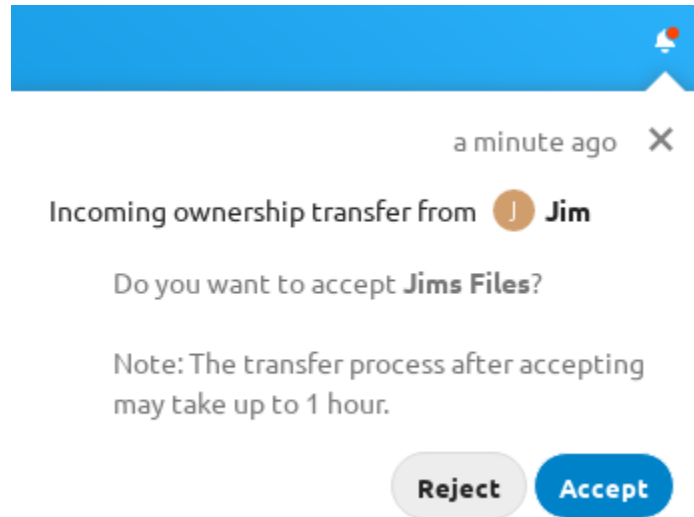 a minute ago
Incoming ownership transfer from J Jim
Do you want to accept Jims Files?
Note: The transfer process after accepting
may take up to 1 hour.
Reject Accept